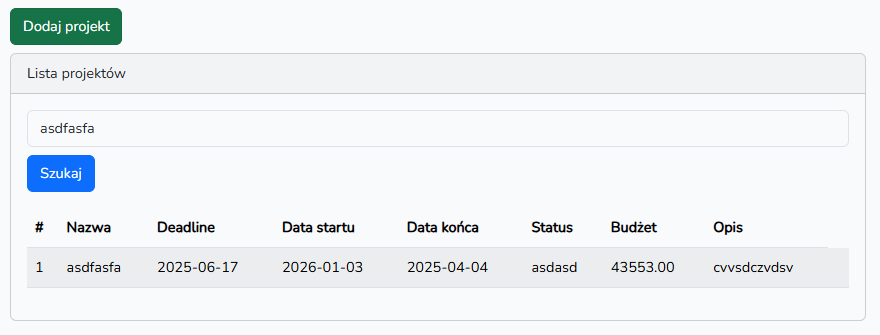 Dodaj projekt
Lista projektów
asdfasfa
Szukaj
# Nazwa Deadline Data startu Data końca Status Budżet Opis
1 asdfasfa 2025-06-17 2026-01-03 2025-04-04 asdasd 43553.00 cvvsdczvdsv